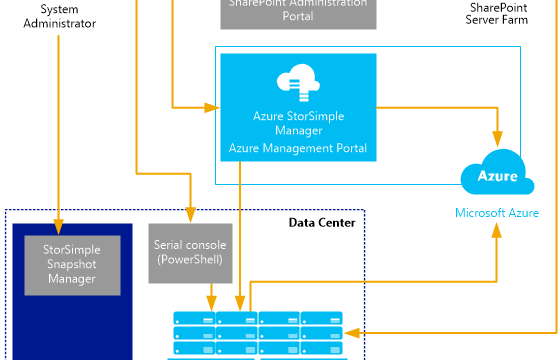 System
Administrator
SharePoint Administration
Portal
SharePoint
Server Farm
Azure StorSimple
Manager
Azure Management Portal
Azure
Microsoft Azure
Data Center
StorSimple
Snapshot
Manager
Serial console
(PowerShell)